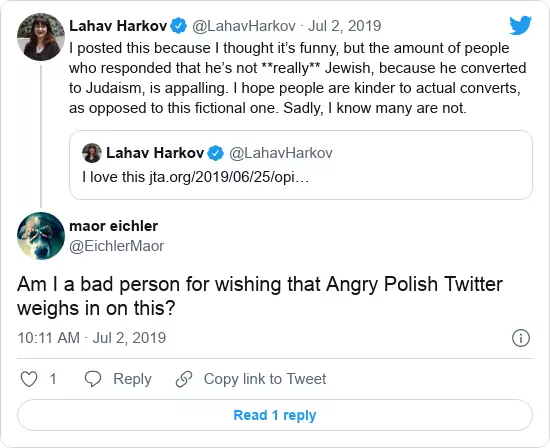 Lahav Harkov @LahavHarkov · Jul 2, 2019
I posted this because I thought it’s funny, but the amount of people
who responded that he’s not **really** Jewish, because he converted
to Judaism, is appalling. I hope people are kinder to actual converts,
as opposed to this fictional one. Sadly, I know many are not.
Lahav Harkov @LahavHarkov
I love this jta.org/2019/06/25/opi…
maor eichler
@EichlerMaor
Am I a bad person for wishing that Angry Polish Twitter
weighs in on this?
10:11 AM · Jul 2, 2019
1 Reply Copy link to Tweet
Read 1 reply